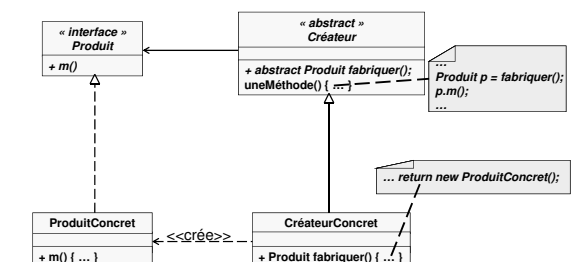 « interface »
Produit
+ m()
« abstract »
Créateur
+ abstract Produit fabriquer();
uneMéthode() { ... }
...
Produit p = fabriquer();
p.m();
...
... return new ProduitConcret();
ProduitConcret
+ m() { ... }
<<crée>>
CréateurConcret
+ Produit fabriquer() { ... }